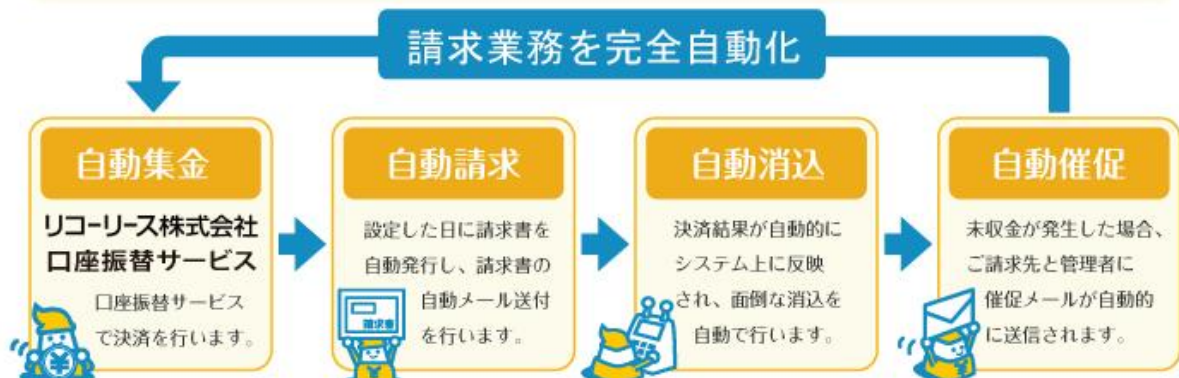 請求業務を完全自動化
自動集金
リコーリース株式会社
口座振替サービス
口座振替サービス
で決済を行います。
自動請求
設定した日に請求書を
自動発行し、請求書の
自動メール送付
を行います。
請求書
自動消込
決済結果が自動的に
システム上に反映
され、面倒な消込を
自動で行います。
自動催促
未収金が発生した場合、
ご請求先と管理者に
催促メールが自動的
に送信されます。